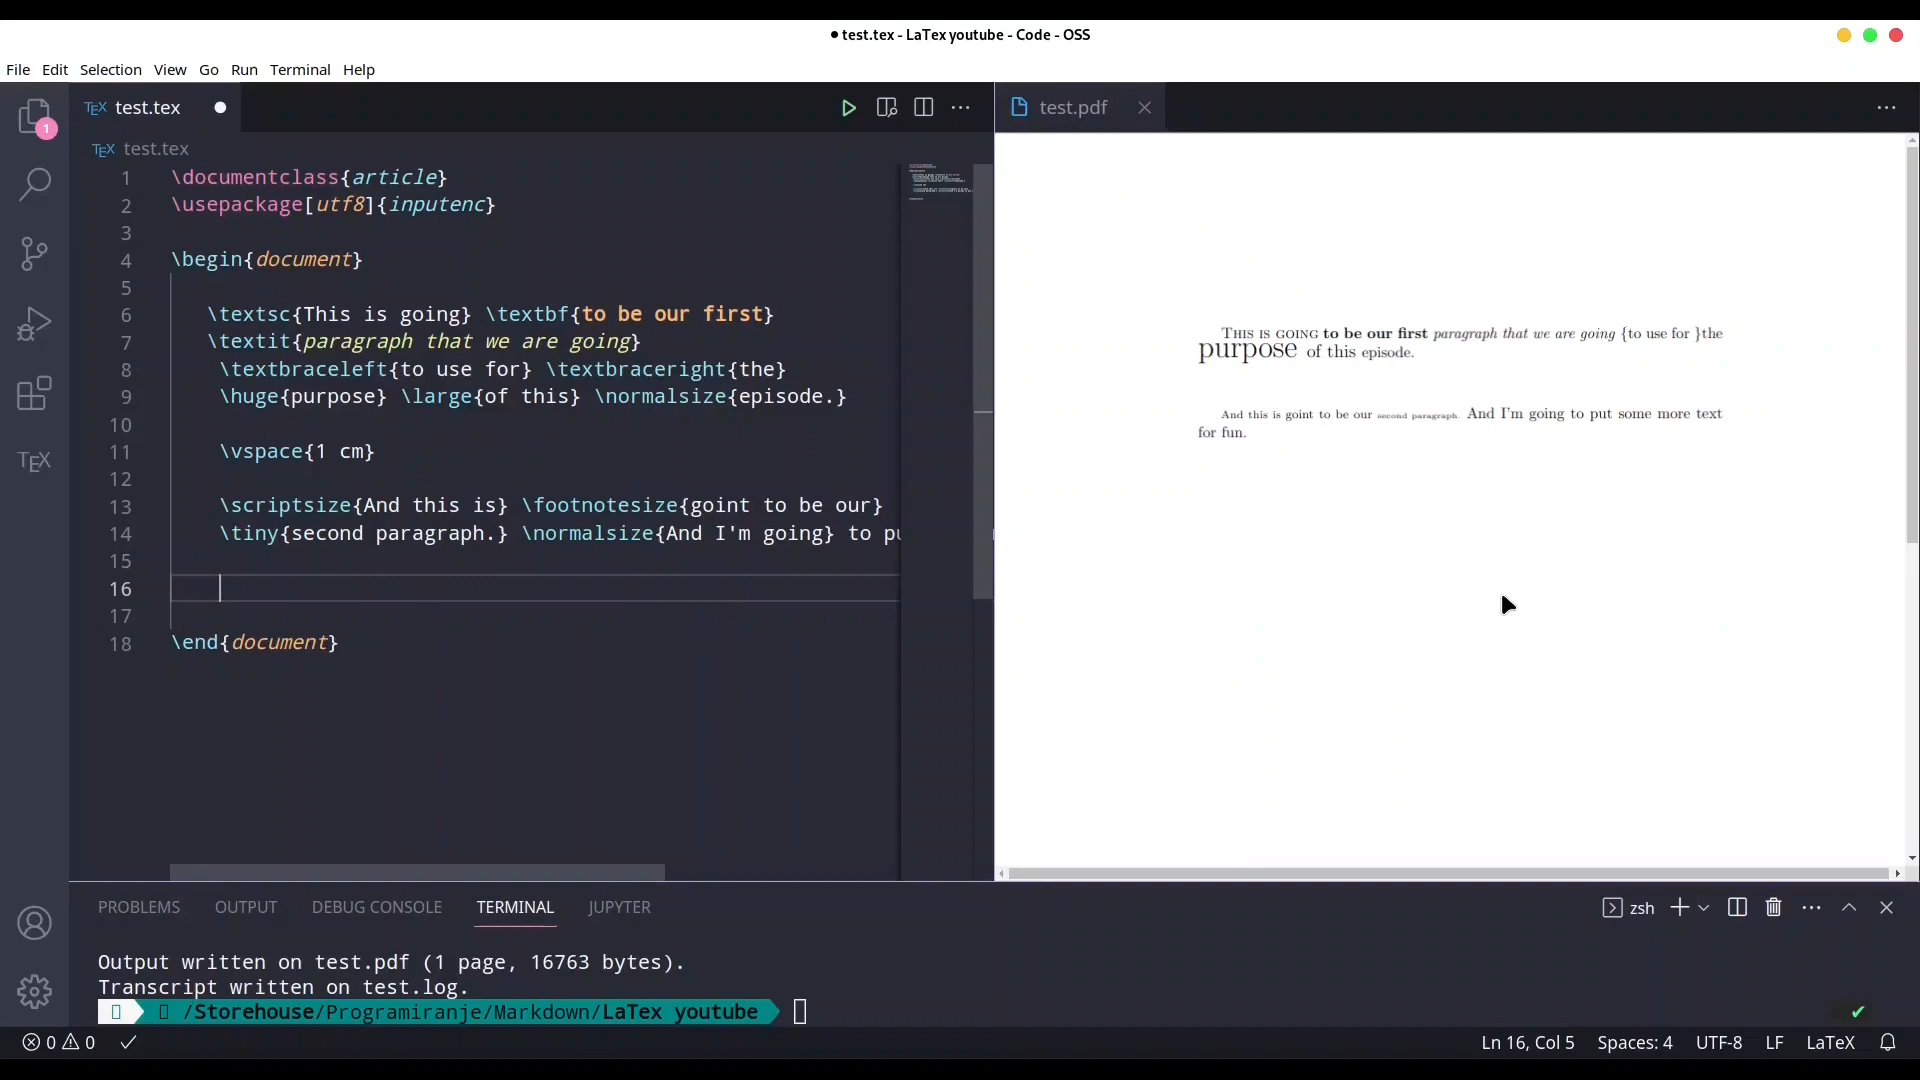 test.tex - LaTex youtube - Code - OSS
File Edit Selection View Go Run Terminal Help
TEX test.tex
test.pdf
1
TEX test.tex
1 \documentclass{article}
2 \usepackage[utf8]{inputenc}
3
4 \begin{document}
5
6 \textsc{This is going} \textbf{to be our first}
7 \textit{paragraph that we are going}
8 \textbraceleft{to use for} \textbraceright{the}
9 \huge{purpose} \large{of this} \normalsize{episode.}
10
11 \vspace{1 cm}
12
13 \scriptsize{And this is} \footnotesize{goint to be our}
14 \tiny{second paragraph.} \normalsize{And I'm going} to pu
15
16
17
18 \end{document}
TEX
THIS IS GOING to be our first paragraph that we are going {to use for }the
purpose of this episode.
And this is goint to be our second paragraph. And I'm going to put some more text
for fun.
PROBLEMS OUTPUT DEBUG CONSOLE TERMINAL JUPYTER
zsh
Output written on test.pdf (1 page, 16763 bytes).
Transcript written on test.log.
/Storehouse/Programiranje/Markdown/LaTex youtube
0 0
Ln 16, Col 5 Spaces: 4 UTF-8 LF LaTeX